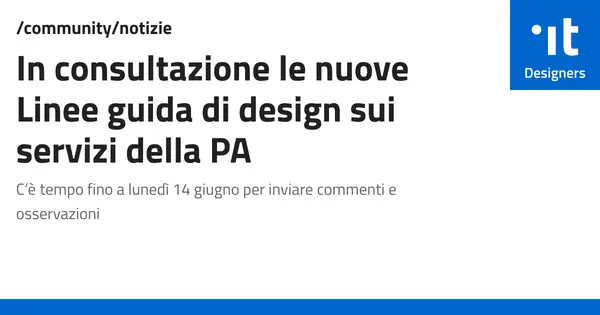 /community/notizie
In consultazione le nuove
Linee guida di design sui
servizi della PA
C'è tempo fino a lunedì 14 giugno per inviare commenti e
osservazioni
it
Designers